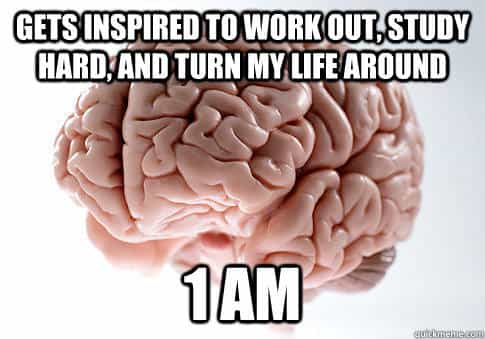 GETS INSPIRED TO WORK OUT, STUDY
HARD, AND TURN MY LIFE AROUND
1 AM
quickmeme.com